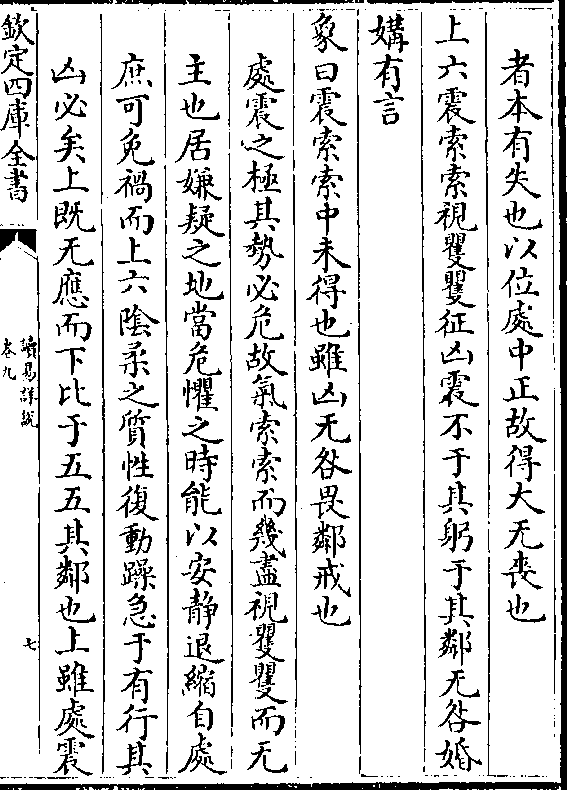 者本有失也以位處中正故得大无喪也
上六震索索視矍矍征凶震不于其躬于其鄰无咎婚
媾有言
象曰震索索中未得也雖凶无咎畏鄰戒也
處震之極其勢必危故氣索索而幾盡視矍矍而无
主也居嫌疑之地當危懼之時能以安靜退縮自處
庶可免禍而上六隂柔之質性復動躁急于有行其
凶必矣上既无應而下比于五五其鄰也上雖處震
欽定四庫全書
讀易詳說
卷九
七